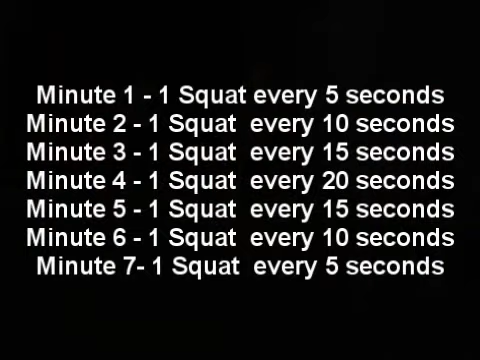 Minute 1 - 1 Squat every 5 seconds
Minute 2 - 1 Squat  every 10 seconds
Minute 3 - 1 Squat  every 15 seconds
Minute 4 - 1 Squat  every 20 seconds
Minute 5 - 1 Squat  every 15 seconds
Minute 6 - 1 Squat  every 10 seconds
Minute 7- 1 Squat  every 5 seconds